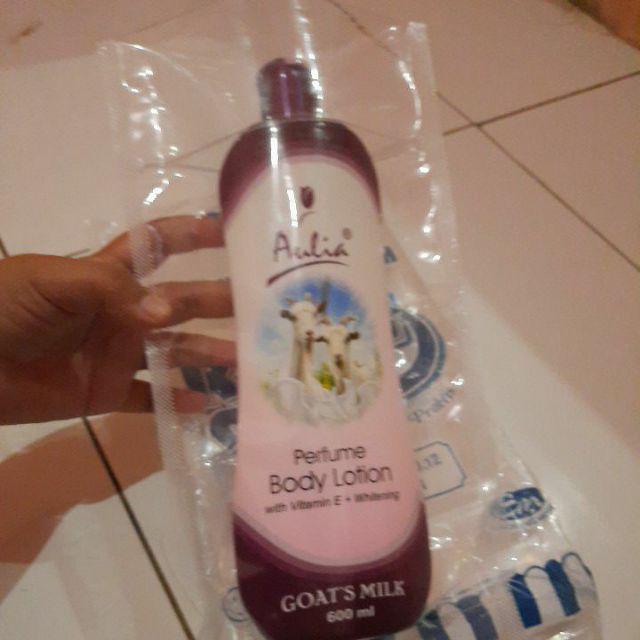 Aulia®
Perfume
Body Lotion
with Vitamin E + Whitening
GOAT'S MILK
600 ml